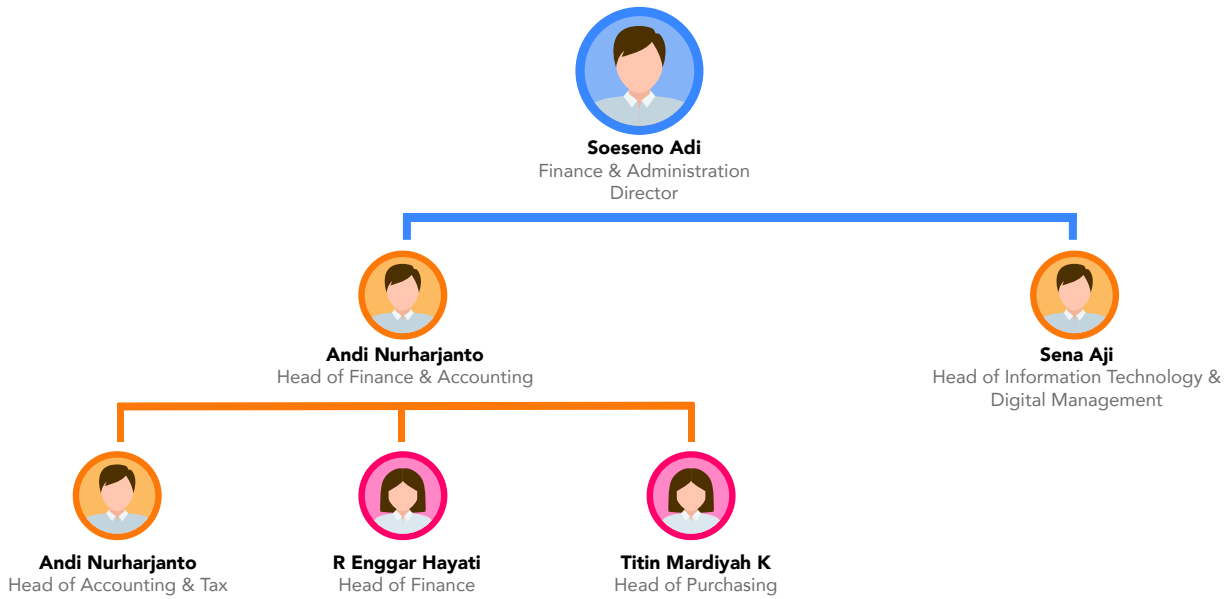 Soeseno Adi
Finance & Administration
Director
Andi Nurharjanto
Head of Finance & Accounting
Sena Aji
Head of Information Technology &
Digital Management
Andi Nurharjanto
Head of Accounting & Tax
R Enggar Hayati
Head of Finance
Titin Mardiyah K
Head of Purchasing